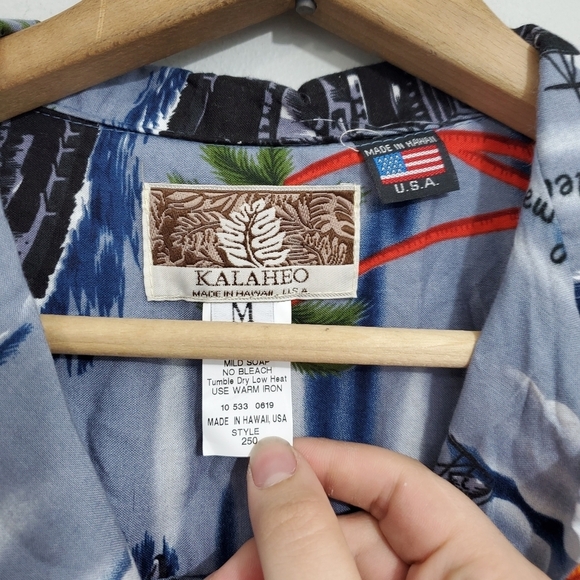 MADE IN HAWAII
U.S.A.
KALAHEO
MADE IN HAWAII, U.S.A
M
MILD SOAP
NO BLEACH
Tumble Dry Low Heat
USE WARM IRON
10 533 0619
MADE IN HAWAII, USA
STYLE
250